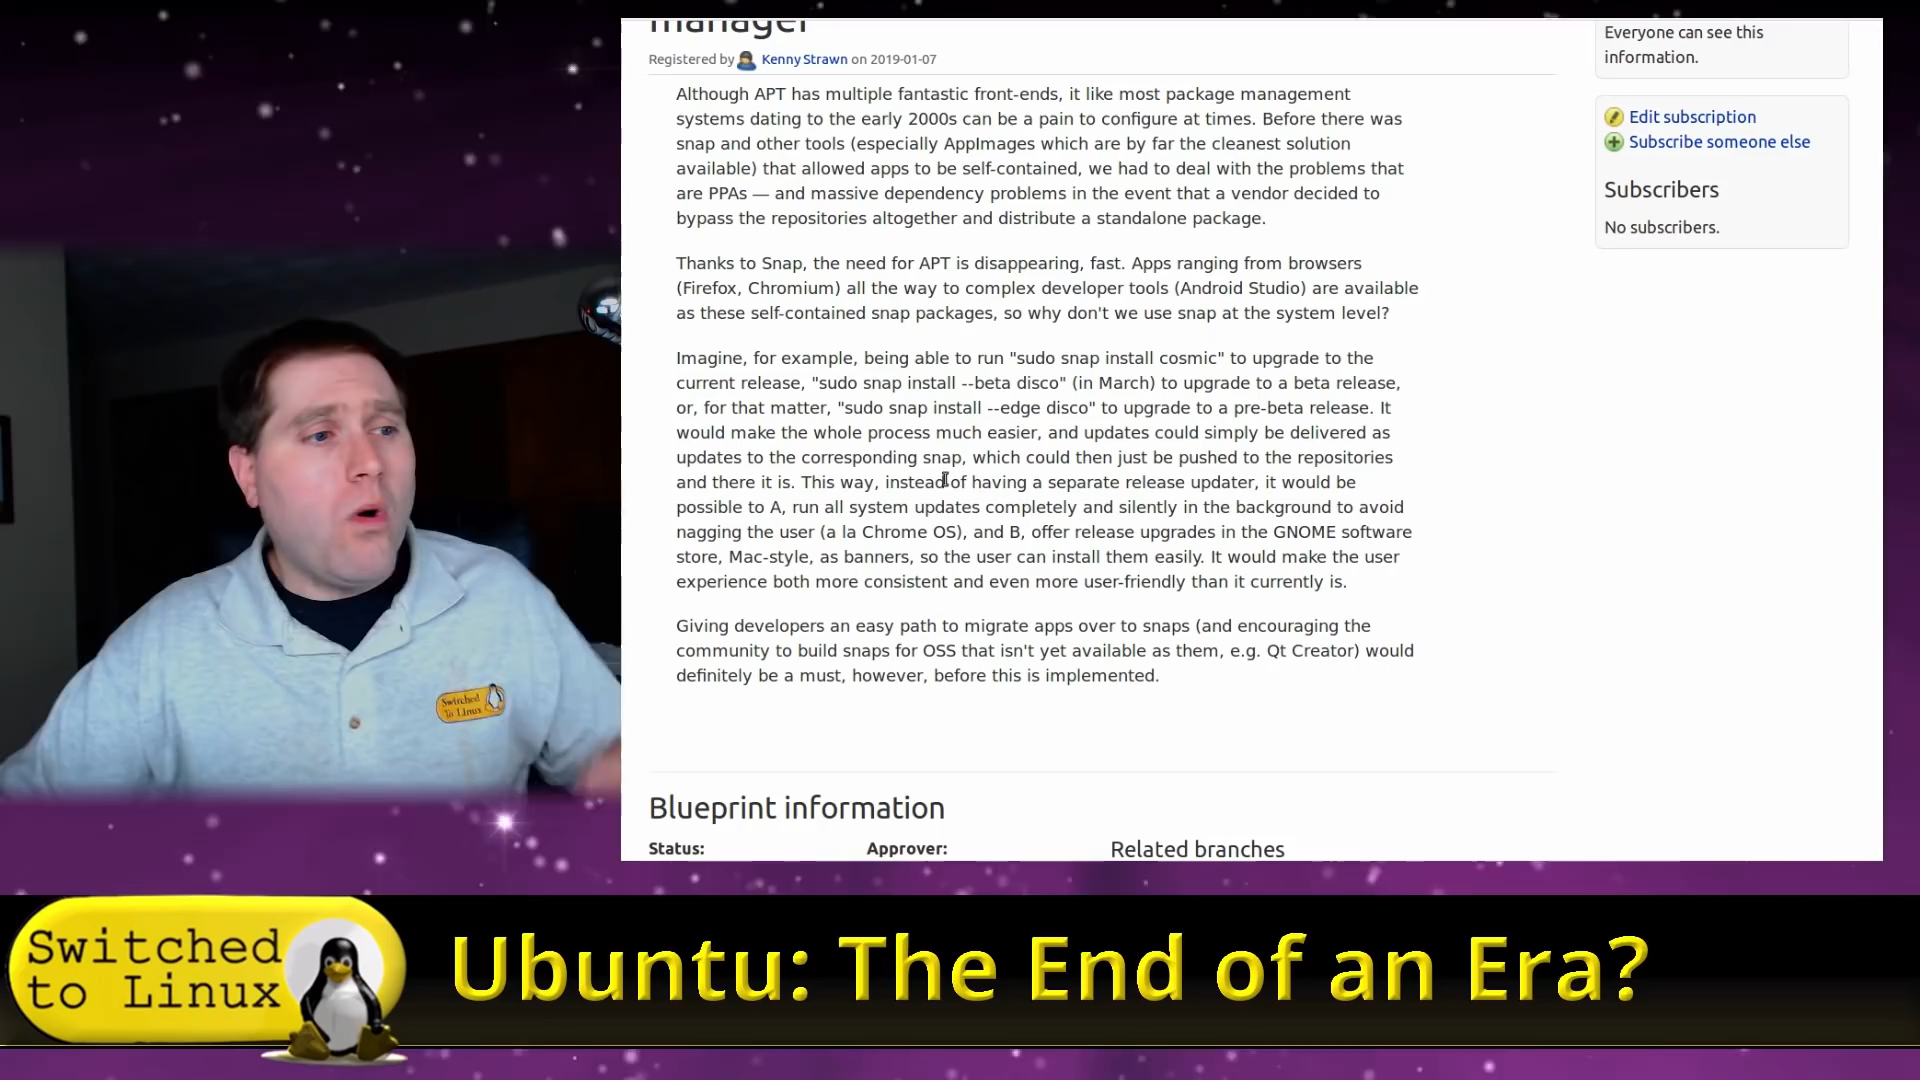 manager
Registered by Kenny Strawn on 2019-01-07
Although APT has multiple fantastic front-ends, it like most package management
systems dating to the early 2000s can be a pain to configure at times. Before there was
snap and other tools (especially AppImages which are by far the cleanest solution
available) that allowed apps to be self-contained, we had to deal with the problems that
are PPAs — and massive dependency problems in the event that a vendor decided to
bypass the repositories altogether and distribute a standalone package.
Thanks to Snap, the need for APT is disappearing, fast. Apps ranging from browsers
(Firefox, Chromium) all the way to complex developer tools (Android Studio) are available
as these self-contained snap packages, so why don't we use snap at the system level?
Imagine, for example, being able to run "sudo snap install cosmic" to upgrade to the
current release, "sudo snap install --beta disco" (in March) to upgrade to a beta release,
or, for that matter, "sudo snap install --edge disco" to upgrade to a pre-beta release. It
would make the whole process much easier, and updates could simply be delivered as
updates to the corresponding snap, which could then just be pushed to the repositories
and there it is. This way, instead of having a separate release updater, it would be
possible to A, run all system updates completely and silently in the background to avoid
nagging the user (a la Chrome OS), and B, offer release upgrades in the GNOME software
store, Mac-style, as banners, so the user can install them easily. It would make the user
experience both more consistent and even more user-friendly than it currently is.
Giving developers an easy path to migrate apps over to snaps (and encouraging the
community to build snaps for OSS that isn't yet available as them, e.g. Qt Creator) would
definitely be a must, however, before this is implemented.
Blueprint information
Status:
Approver:
Related branches
Everyone can see this
information.
Edit subscription
Subscribe someone else
Subscribers
No subscribers.
Switched
To Linux
Switched
to Linux
Ubuntu: The End of an Era?